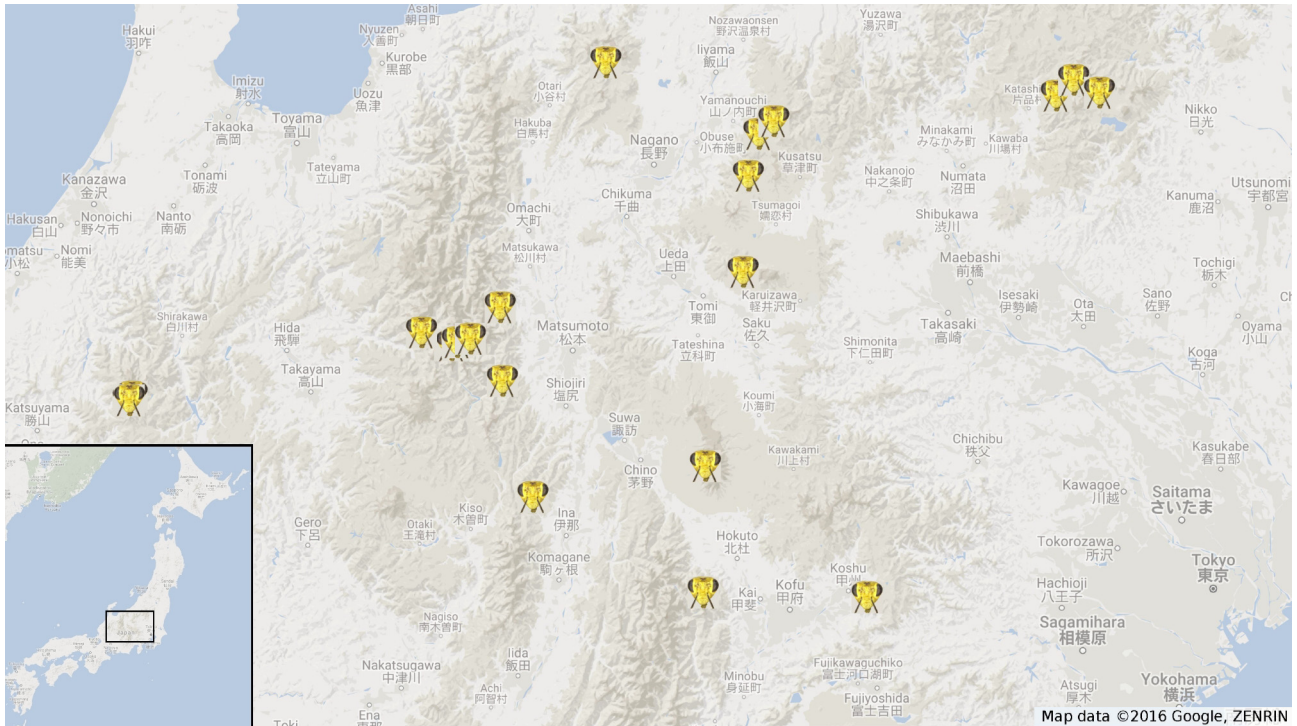 Asahi
朝日町
Hakui
羽咋
Nyuzen
入善町
Nozawaonsen
野沢温泉村
Yuzawa
湯沢町
Kurobe
黒部
Iiyama
飯山
Imizu
射水
Uozu
魚津
Otari
小谷村
Katash
片品
Toyama
富山
Takaoka
高岡
Yamanouchi
山ノ内町
Nikko
日光
Hakuba
白馬村
Nagano
長野
Obuse
小布施町
Minakami
みなかみ町
Kawaba
川場村
Tateyama
立山町
Tonami
砺波
Kusatsu
草津町
Nakanojo
中之条町
Numata
沼田
Kanazawa
金沢
Utsunomi
宇都宮
Kanuma
鹿沼
Chikuma
千曲
Omachi
大町
Tsumagoi
嬬恋村
Hakusan
白山
Nonoichi
野々市
Nanto
南砺
Shibukawa
渋川
omatsu
小松
Nomi
能美
Matsukawa
松川村
Ueda
上田
Maebashi
前橋
Tochigi
栃木
Karuizawa
軽井沢町
Isesaki
伊勢崎
Ota
太田
Sano
佐野
Ch
Tomi
東御
Shirakawa
白川村
Hida
飛騨
Matsumoto
松本
Saku
佐久
Takasaki
高崎
Oyama
小山
Tateshina
立科町
Shimonita
下仁田町
Koga
古河
Takayama
高山
Shiojiri
塩尻
Koumi
小海町
Katsuyama
勝山
Suwa
諏訪
Chichibu
秩父
Kasukabe
春日部
Kawakami
川上村
Chino
茅野
Kawagoe
川越
Saitama
さいたま
Kiso
木曽町
Ina
伊那
Gero
下呂
Otaki
王滝村
Hokuto
北杜
Tokorozawa
所沢
Tokyo
東京
Komagane
駒ヶ根
Koshu
甲州
Kai
甲斐
Kofu
甲府
Hachioji
八王子
Nagiso
南木曽町
Sagamihara
相模原
Iida
飯田
Nakatsugawa
中津川
Fujikawaguchiko
富士河口湖町
Minobu
身延町
Achi
阿智村
Atsugi
厚木
Yokohama
横浜
Fujiyoshida
富士吉田
Ena
Toki
Map data ©2016 Google, ZENRIN